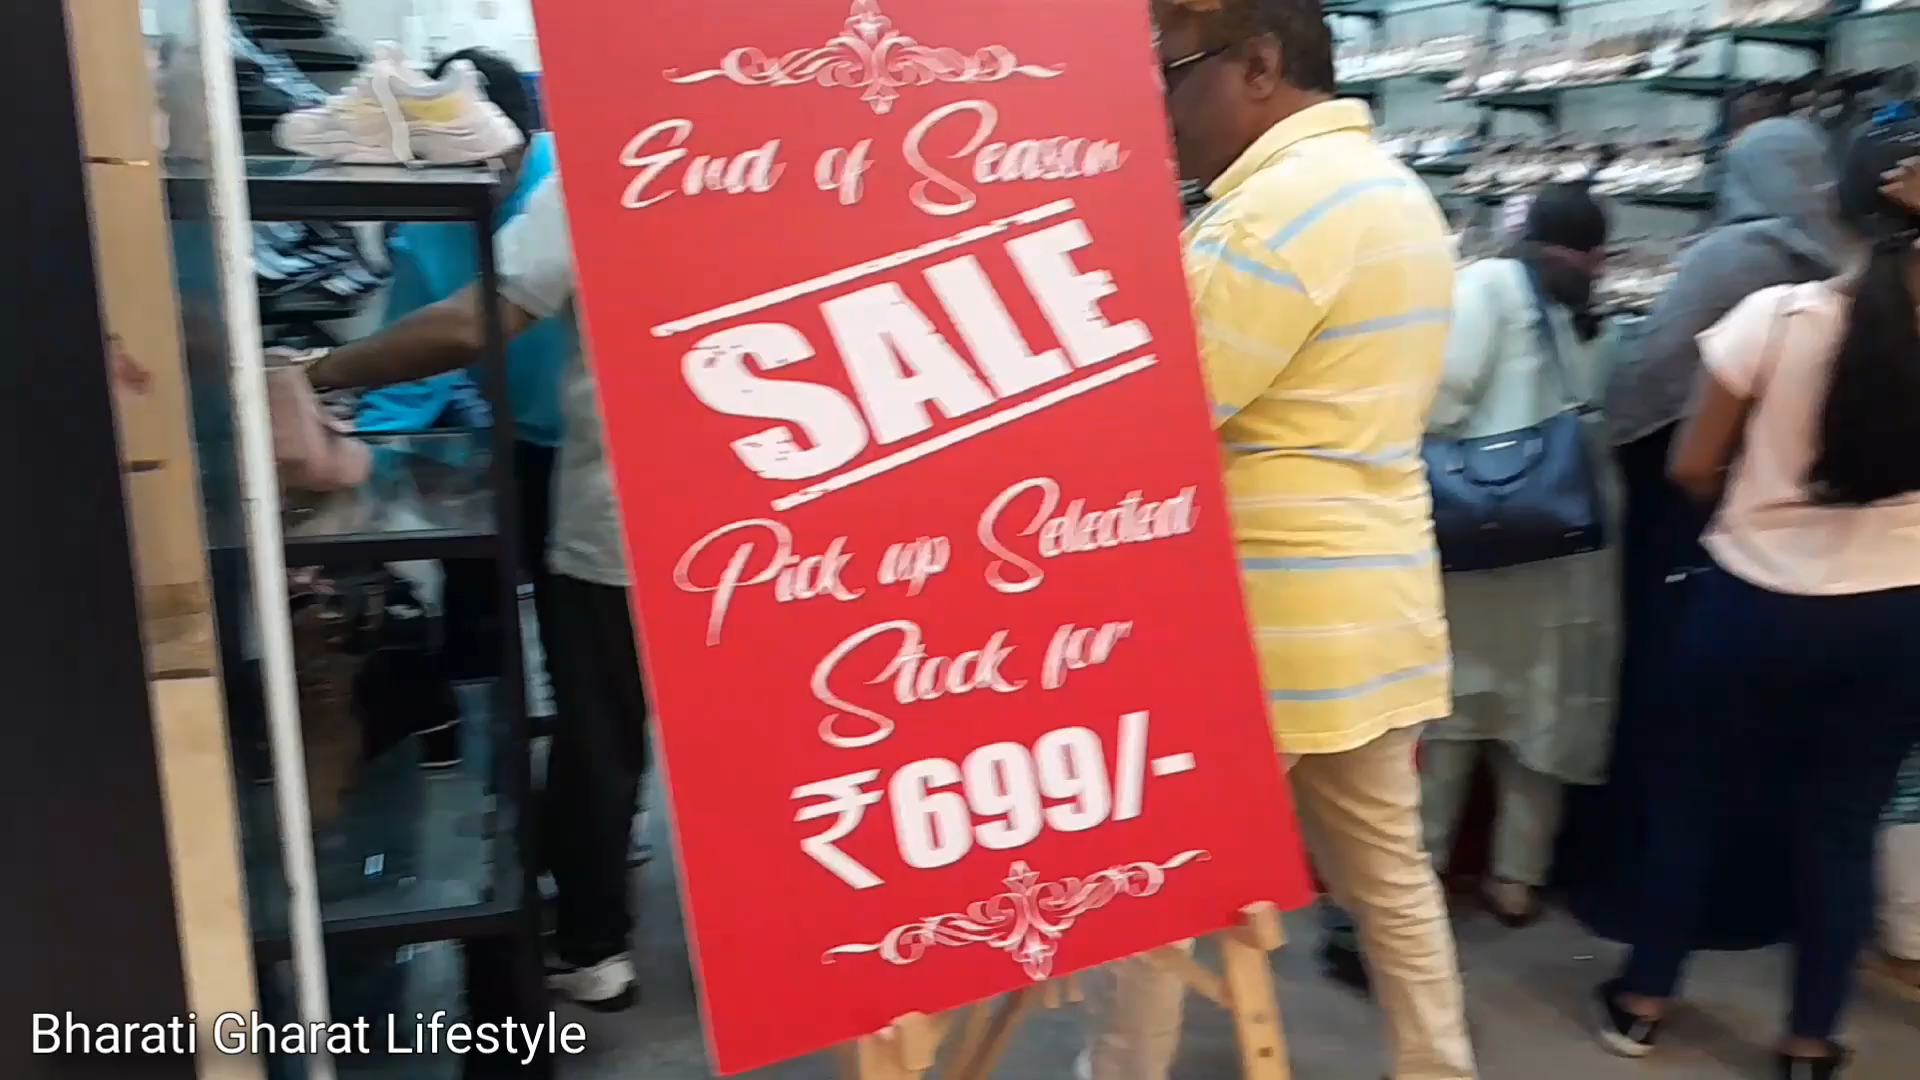 End of Season
SALE
Pick up Selected
Stock for
₹699/-
Bharati Gharat Lifestyle